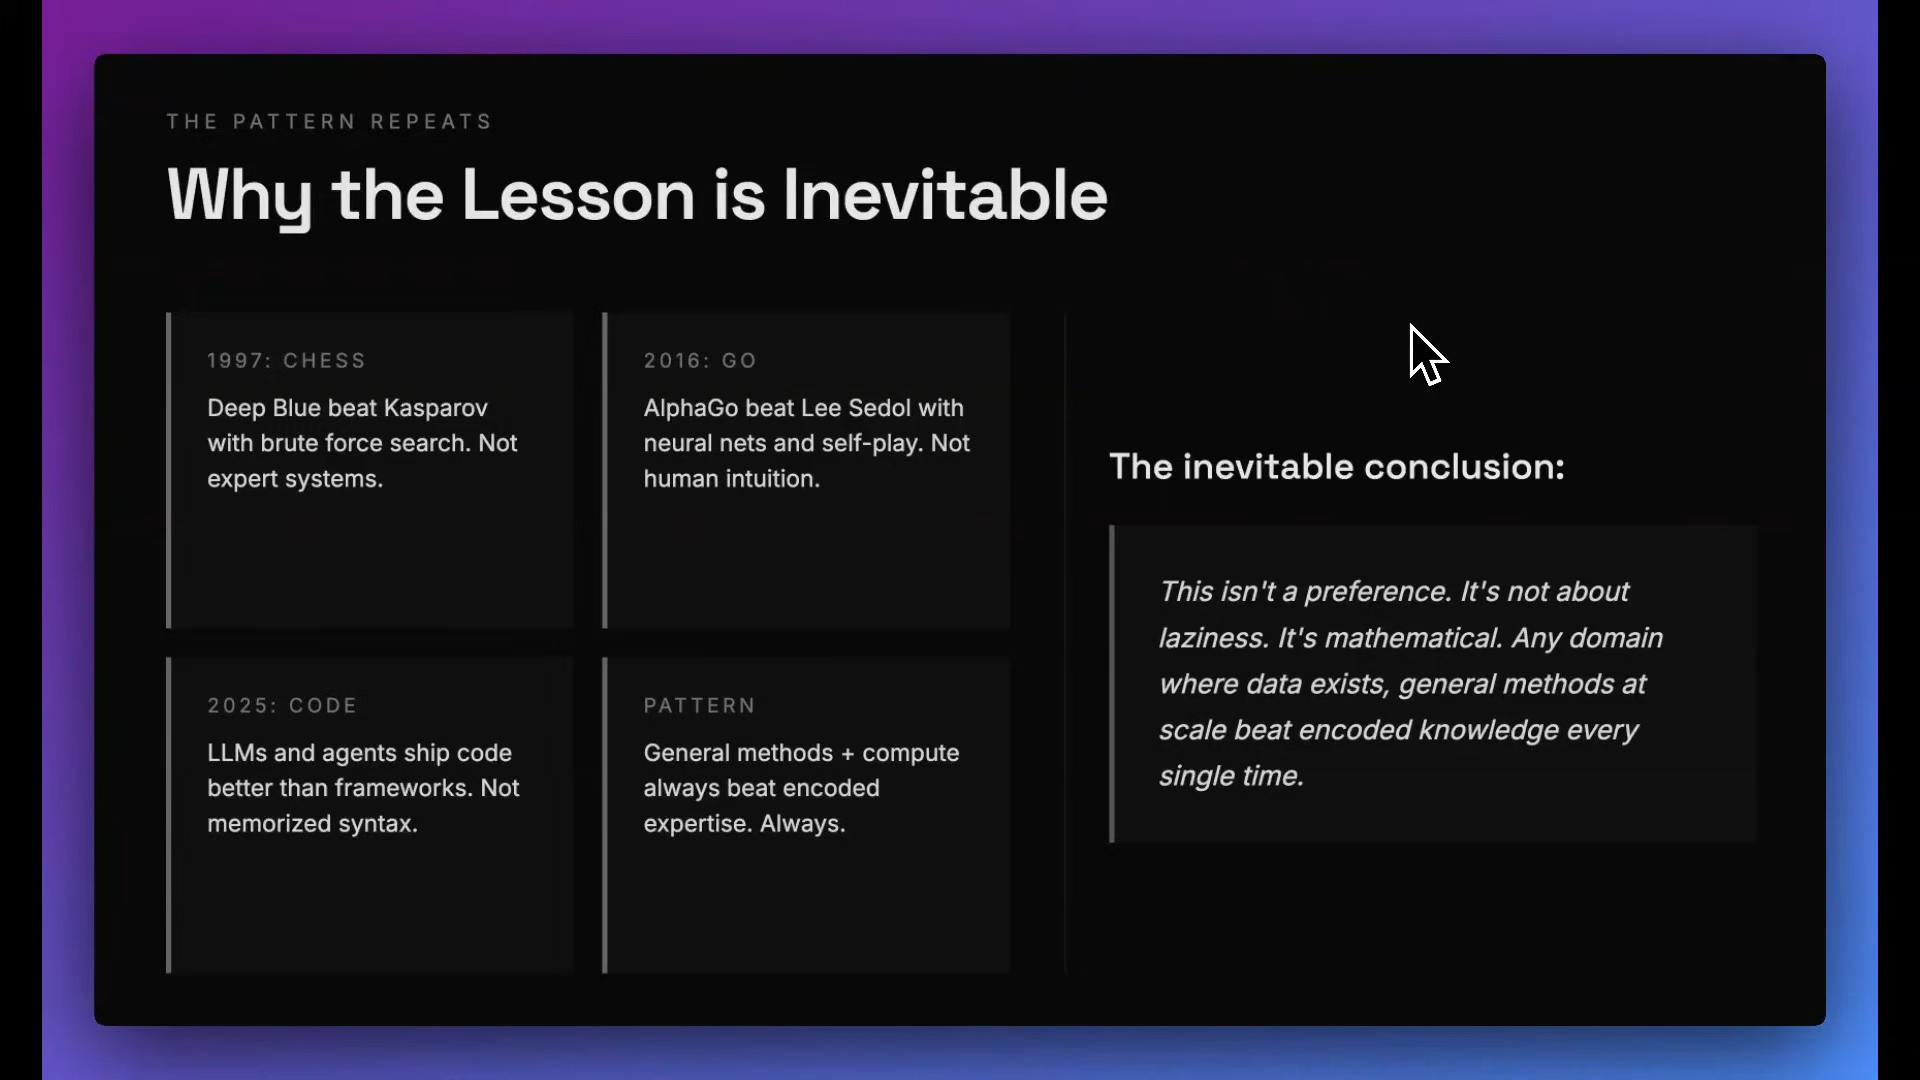 THE PATTERN REPEATS
Why the Lesson is Inevitable
1997: CHESS
Deep Blue beat Kasparov
with brute force search. Not
expert systems.
2016: GO
AlphaGo beat Lee Sedol with
neural nets and self-play. Not
human intuition.
2025: CODE
LLMs and agents ship code
better than frameworks. Not
memorized syntax.
PATTERN
General methods + compute
always beat encoded
expertise. Always.
The inevitable conclusion:
This isn't a preference. It's not about
laziness. It's mathematical. Any domain
where data exists, general methods at
scale beat encoded knowledge every
single time.